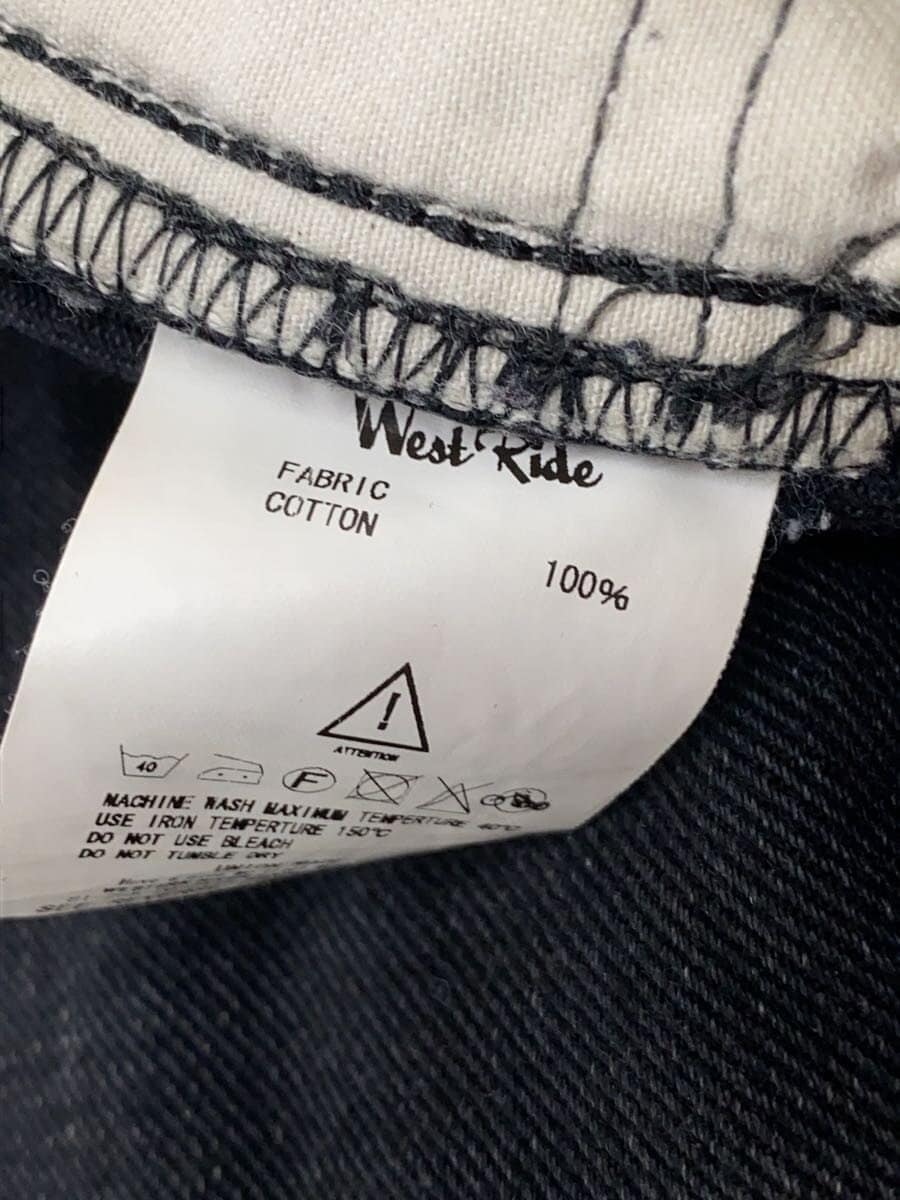 West Ride
FABRIC
COTTON
100%
!
ATTENTION
40
F
MACHINE WASH MAXIMUM TEMPERTURE 40℃
USE IRON TEMPERTURE 150℃
DO NOT USE BLEACH
DO NOT TUMBLE DRY